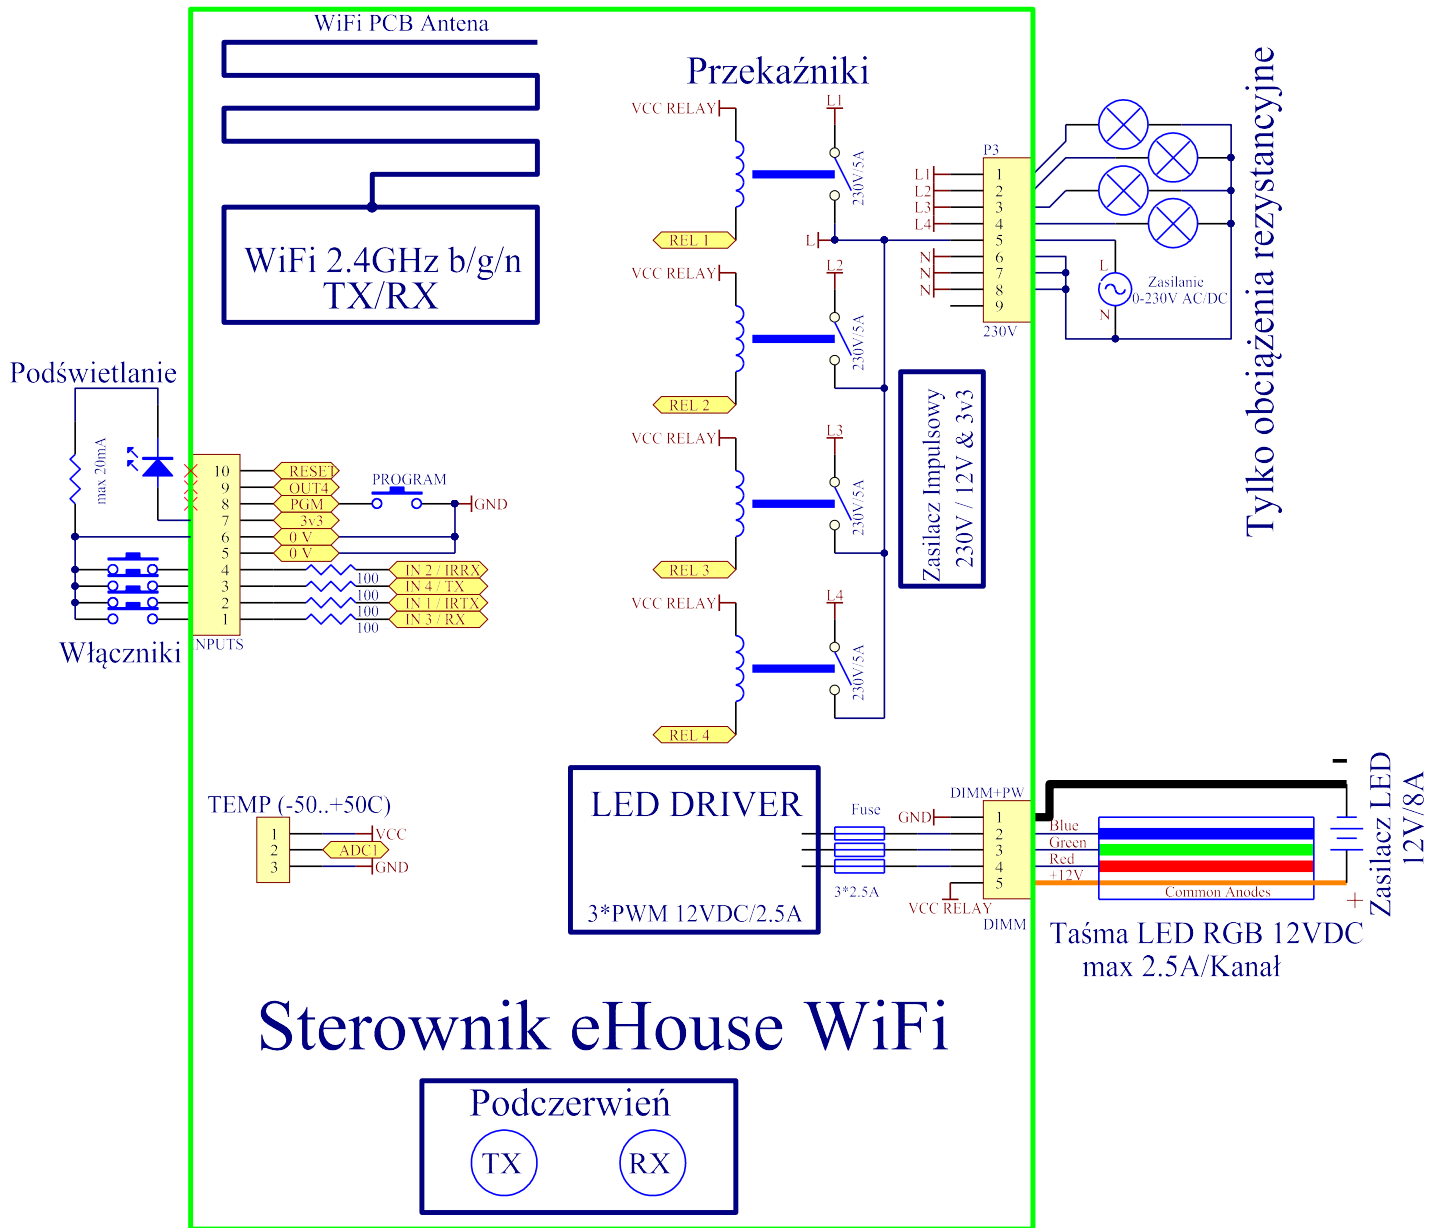 WiFi PCB Antena
WiFi 2.4GHz b/g/n
TX/RX
Przekaźniki
VCC RELAY
L1
230V/5A
REL 1
L
VCC RELAY
L2
230V/5A
REL 2
VCC RELAY
L3
230V/5A
REL 3
VCC RELAY
L4
230V/5A
REL 4
P3
L1 1
L2 2
L3 3
L4 4
5
N 6
N 7
N 8
9
230V
L
Zasilanie
0-230V AC/DC
N
Tylko obciążenia rezystancyjne
Zasilacz Impulsowy
230V / 12V & 3v3
Podświetlanie
max 20mA
10 RESET
9 OUT4
8 PGM
7 3v3
6 0 V
5 0 V
4 100 IN 2 / IRRX
3 100 IN 4 / TX
2 100 IN 1 / IRTX
1 100 IN 3 / RX
PROGRAM
GND
NPUTS
Włączniki
TEMP (-50..+50C)
1 VCC
2 ADC1
3 GND
LED DRIVER
3*PWM 12VDC/2.5A
Fuse
3*2.5A
DIMM+PW
GND 1
2
3
4
5
VCC RELAY
DIMM
Blue
Green
Red
+12V
Common Anodes
-
+
Zasilacz LED
12V/8A
Taśma LED RGB 12VDC
max 2.5A/Kanał
Sterownik eHouse WiFi
Podczerwień
TX
RX